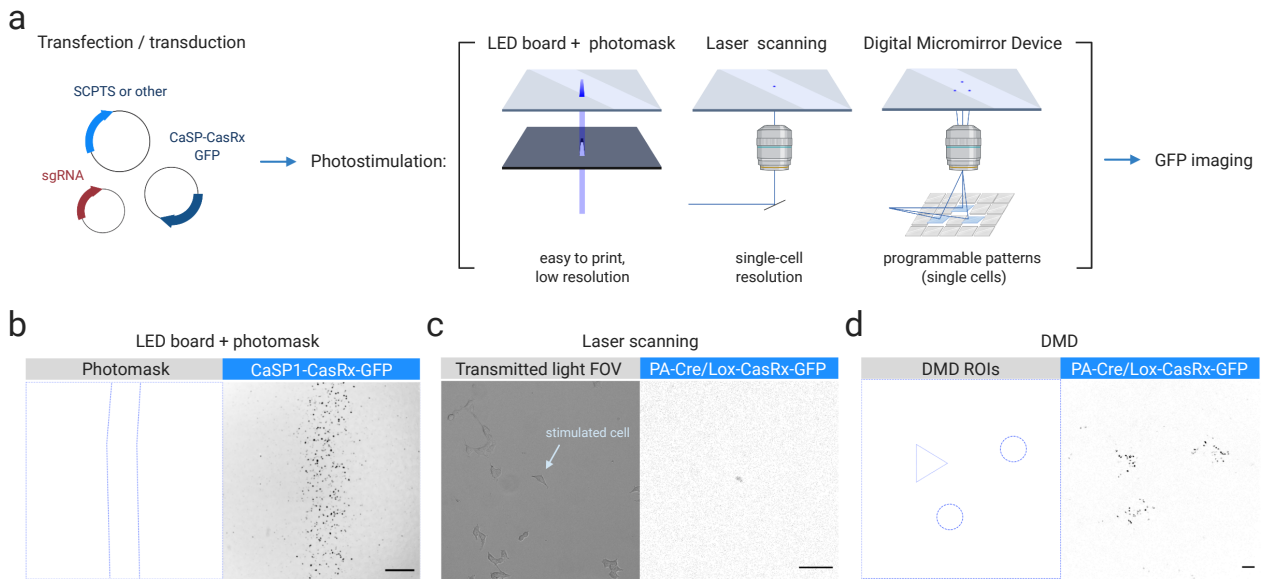 a
Transfection / transduction
SCPTS or other
CaSP-CasRx
GFP
sgRNA
Photostimulation:
LED board + photomask
Laser scanning
Digital Micromirror Device
easy to print,
low resolution
single-cell
resolution
programmable patterns
(single cells)
GFP imaging
b
LED board + photomask
Photomask
CaSP1-CasRx-GFP
c
Laser scanning
Transmitted light FOV
PA-Cre/Lox-CasRx-GFP
stimulated cell
d
DMD
DMD ROIs
PA-Cre/Lox-CasRx-GFP